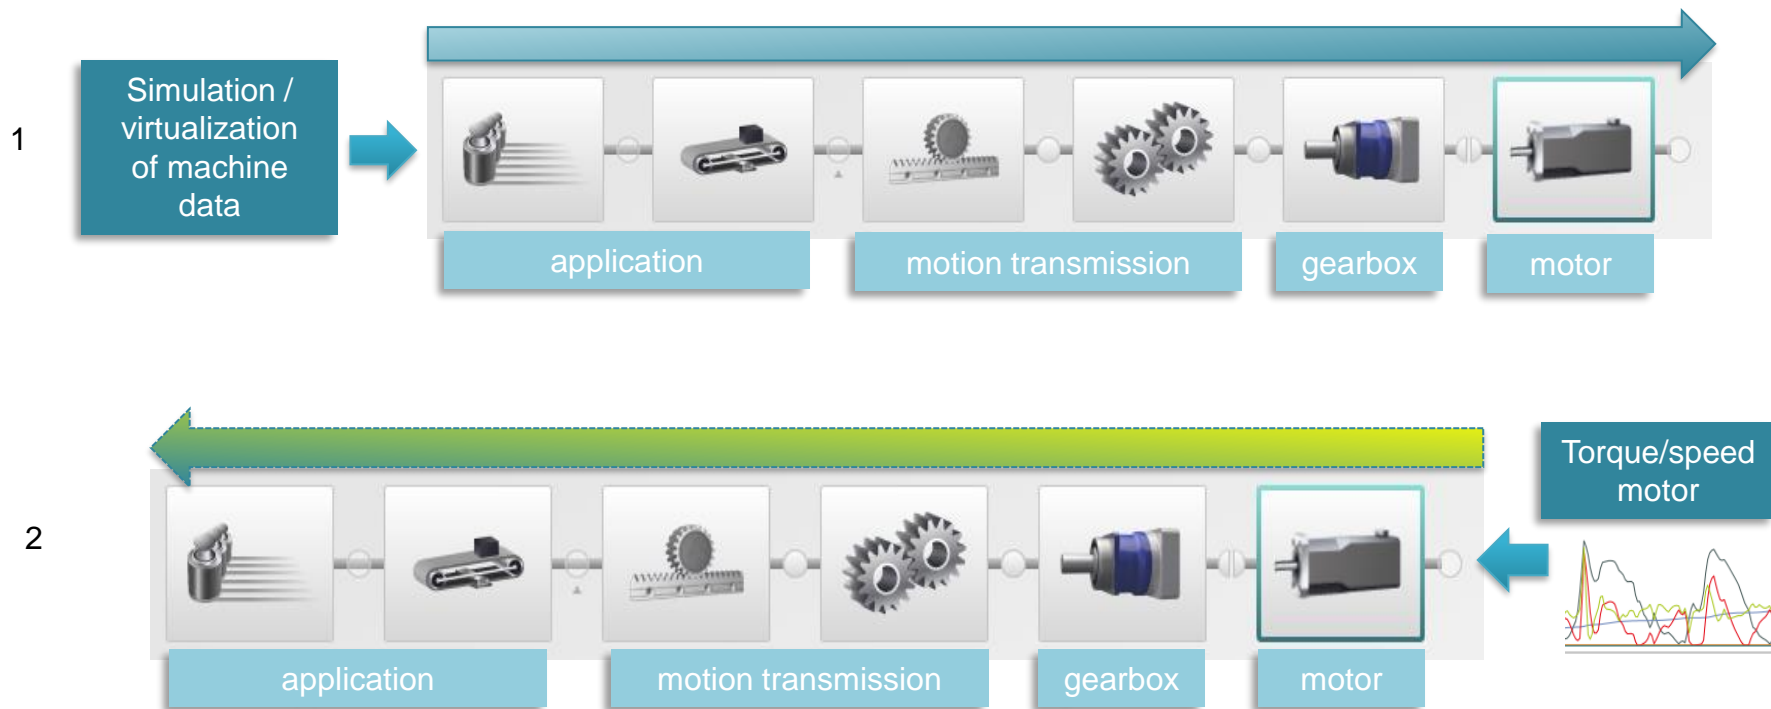 1
Simulation /
virtualization
of machine
data
application
motion transmission
gearbox
motor
2
Torque/speed
motor
application
motion transmission
gearbox
motor